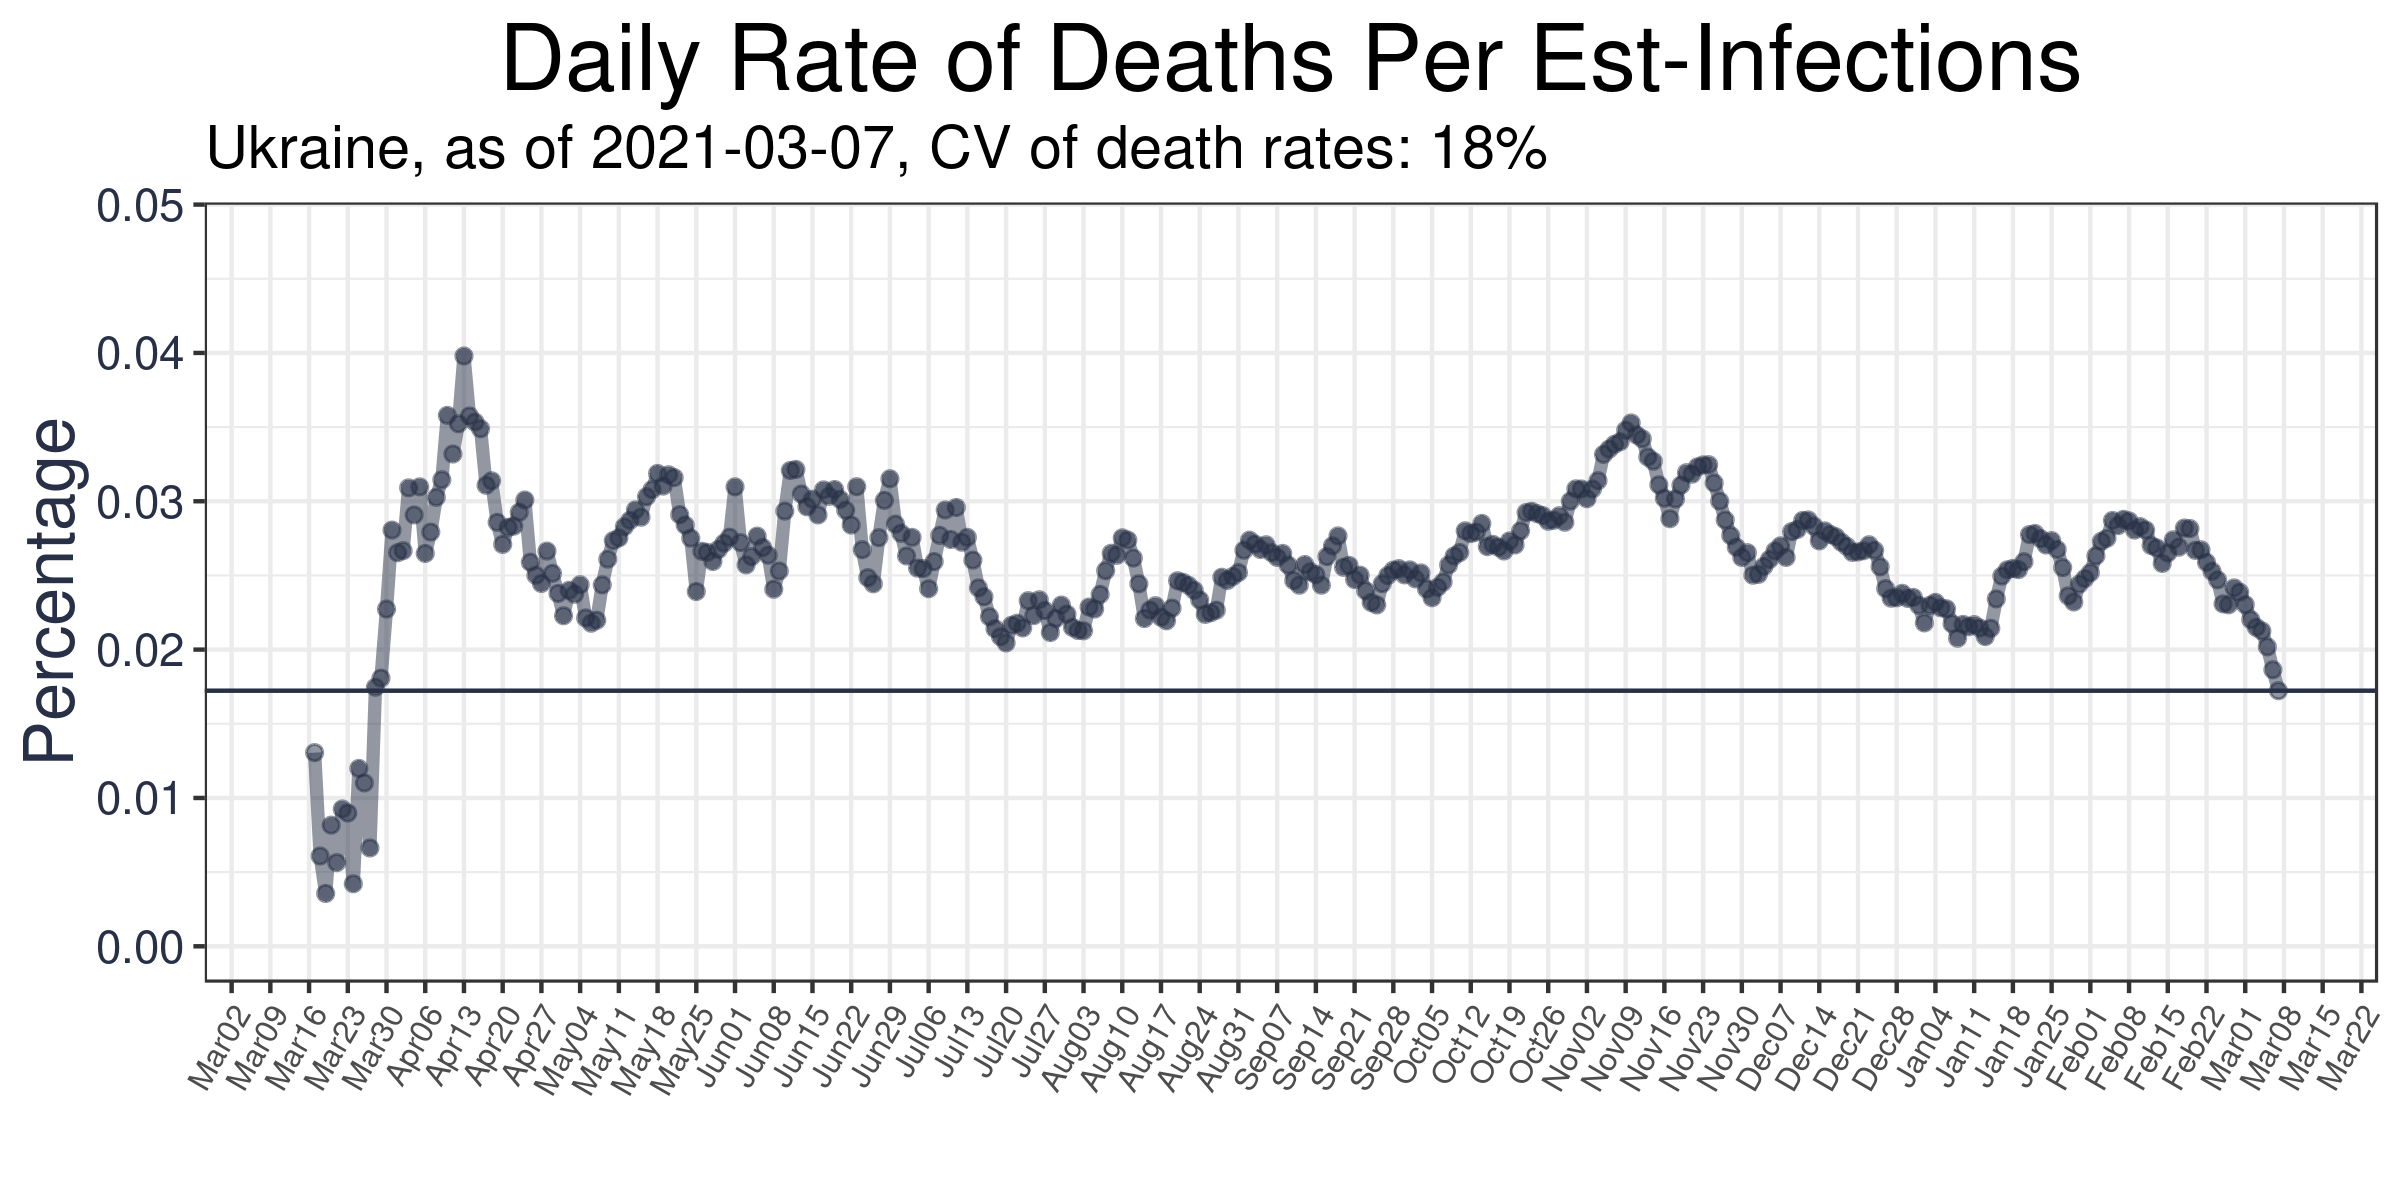 Daily Rate of Deaths Per Est-Infections
Ukraine, as of 2021-03-07, CV of death rates: 18%
Percentage
0.05
0.04
0.03
0.02
0.01
0.00
Mar02
Mar09
Mar16
Mar23
Mar30
Apr06
Apr13
Apr20
Apr27
May04
May11
May18
May25
Jun01
Jun08
Jun15
Jun22
Jun29
Jul06
Jul13
Jul20
Jul27
Aug03
Aug10
Aug17
Aug24
Aug31
Sep07
Sep14
Sep21
Sep28
Oct05
Oct12
Oct19
Oct26
Nov02
Nov09
Nov16
Nov23
Nov30
Dec07
Dec14
Dec21
Dec28
Jan04
Jan11
Jan18
Jan25
Feb01
Feb08
Feb15
Feb22
Mar01
Mar08
Mar15
Mar22